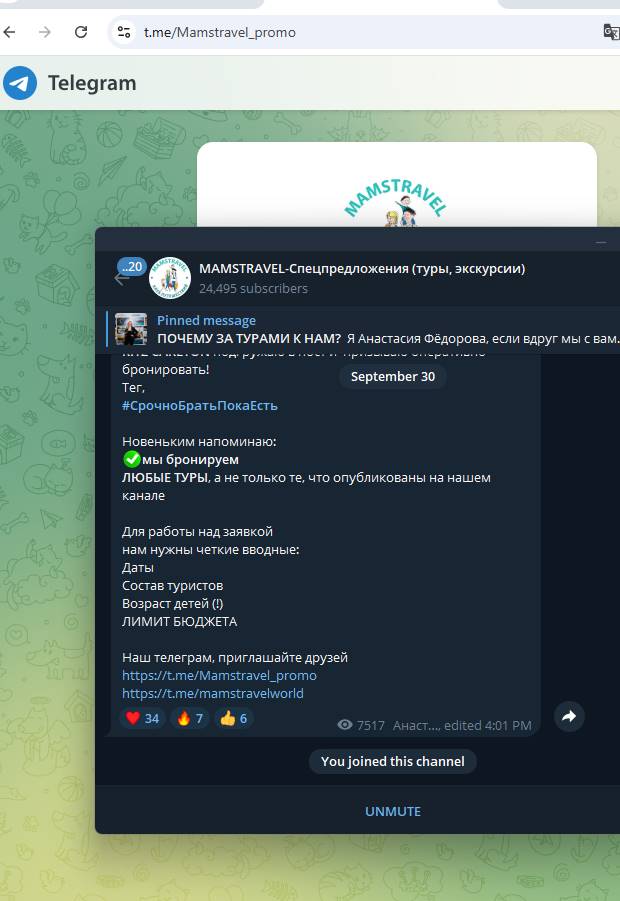 t.me/Mamstravel_promo
Telegram
MAMSTRAVEL
..20
MAMSTRAVEL-Спецпредложения (туры, экскурсии)
24,495 subscribers
Pinned message
ПОЧЕМУ ЗА ТУРАМИ К НАМ? Я Анастасия Фёдорова, если вдруг мы с вам...
бронировать!
September 30
Тег,
#СрочноБратьПокаЕсть
Новеньким напоминаю:
✅мы бронируем
ЛЮБЫЕ ТУРЫ, а не только те, что опубликованы на нашем
канале
Для работы над заявкой
нам нужны четкие вводные:
Даты
Состав туристов
Возраст детей (!)
ЛИМИТ БЮДЖЕТА
Наш телеграм, приглашайте друзей
https://t.me/Mamstravel_promo
https://t.me/mamstravelworld
❤️ 34 🔥 7 👍 6
7517 Анаст..., edited 4:01 PM
You joined this channel
UNMUTE